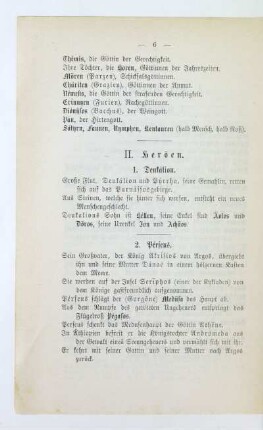 — 6 —
Themis, die Göttin der Gerechtigkeit.
Ihre Töchter, die Horen, Göttinnen der Jahreszeiten.
Mören (Parzen), Schicksalsgöttinnen.
Chariten (Grazien), Göttinnen der Anmut.
Nemesis, die Göttin der strafenden Gerechtigkeit.
Erinnyen (Furien), Rachegöttinnen.
Dionysos (Bacchus), der Weingott.
Pan, der Hirtengott.
Satyrn, Faunen, Nymphen, Kentauren (halb Mensch, halb Roß).
II. Heroen.
1. Deukalion.
Große Flut. Deukalion und Pyrrha, seine Gemahlin, retten
sich auf das Parnaßgebirge.
Aus Steinen, welche sie hinter sich werfen, entsteht ein neues
Menschengeschlecht.
Deukalions Sohn ist Hellen, seine Enkel sind Äolos und
Doros, seine Urenkel Jon und Achäos.
2. Perseus.
Sein Großvater, der König Akrisios von Argos, übergab
ihn und seine Mutter Danae in einem hölzernen Kasten
dem Meere.
Sie werden auf der Insel Seriphos (einer der Kykladen) von
dem Könige gastfreundlich aufgenommen.
Perseus schlägt der (Gorgone) Medusa das Haupt ab.
Aus dem Rumpfe des getöteten Ungeheuers entspringt das
Flügelroß Pegasos.
Perseus schenkt das Medusenhaupt der Göttin Athene.
In Äthiopien befreit er die Königstochter Andromeda aus
der Gewalt eines Seeungeheuers und vermählt sich mit ihr.
Er kehrt mit seiner Gattin und seiner Mutter nach Argos
zurück.